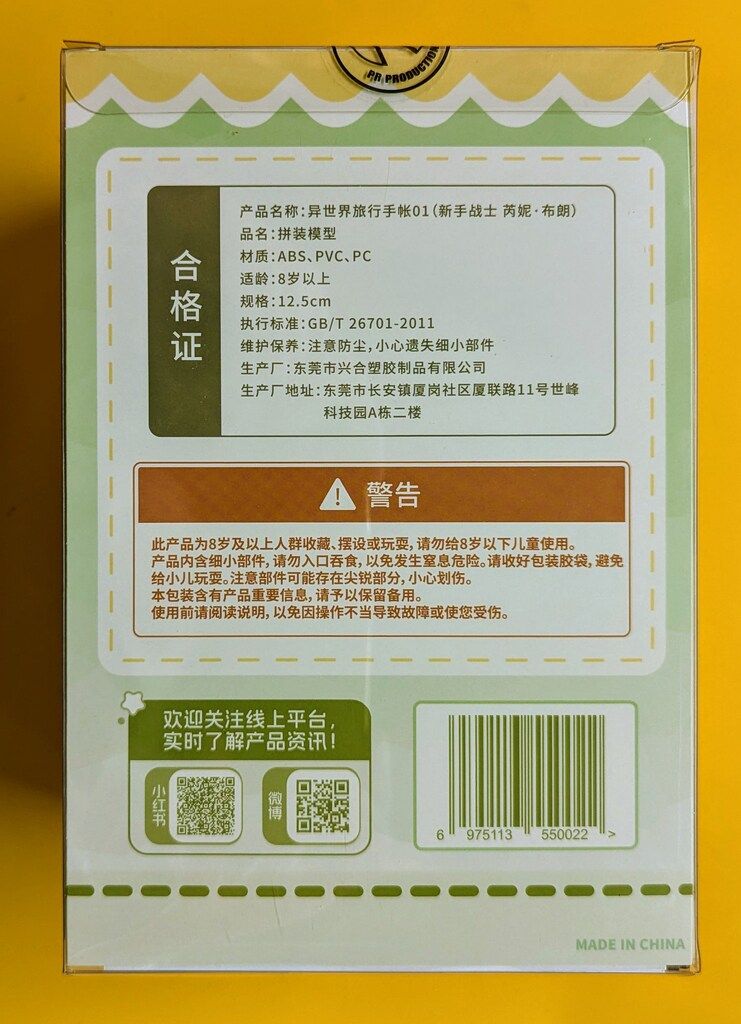 PR PRODUCTION
合格证
产品名称：异世界旅行手帐01（新手战士 芮妮·布朗）
品名：拼装模型
材质：ABS、PVC、PC
适龄：8岁以上
规格：12.5cm
执行标准：GB/T 26701-2011
维护保养：注意防尘，小心遗失细小部件
生产厂：东莞市兴合塑胶制品有限公司
生产厂地址：东莞市长安镇厦岗社区厦联路11号世峰
科技园A栋二楼
警告
此产品为8岁及以上人群收藏、摆设或玩耍，请勿给8岁以下儿童使用。
产品内含细小部件，请勿入口吞食，以免发生窒息危险。请收好包装胶袋，避免
给小儿玩耍。注意部件可能存在尖锐部分，小心划伤。
本包装含有产品重要信息，请予以保留备用。
使用前请阅读说明，以免因操作不当导致故障或使您受伤。
欢迎关注线上平台，
实时了解产品资讯！
小红书
微博
6 975113 550022 >
MADE IN CHINA